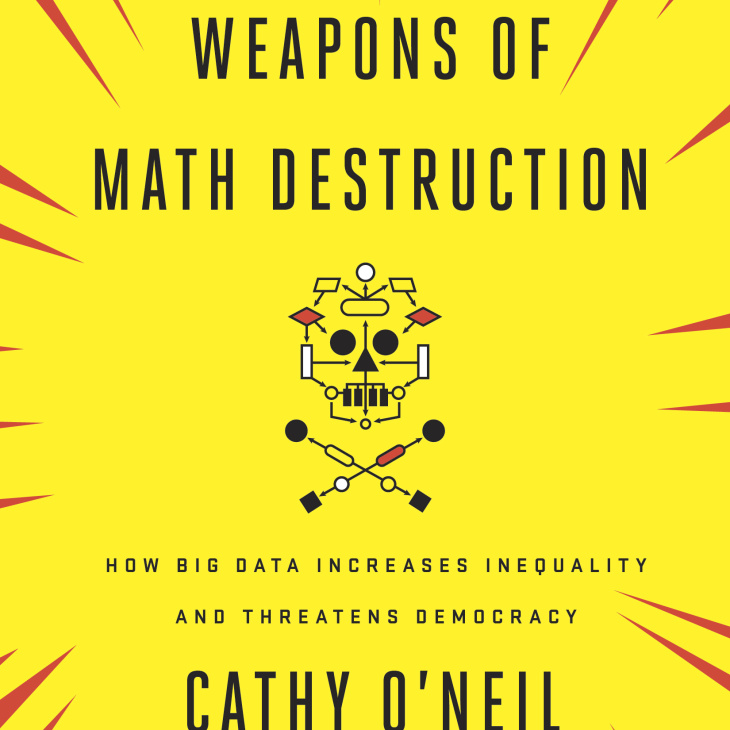 WEAPONS OF
MATH DESTRUCTION
HOW BIG DATA INCREASES INEQUALITY
AND THREATENS DEMOCRACY
CATHY O'NEIL